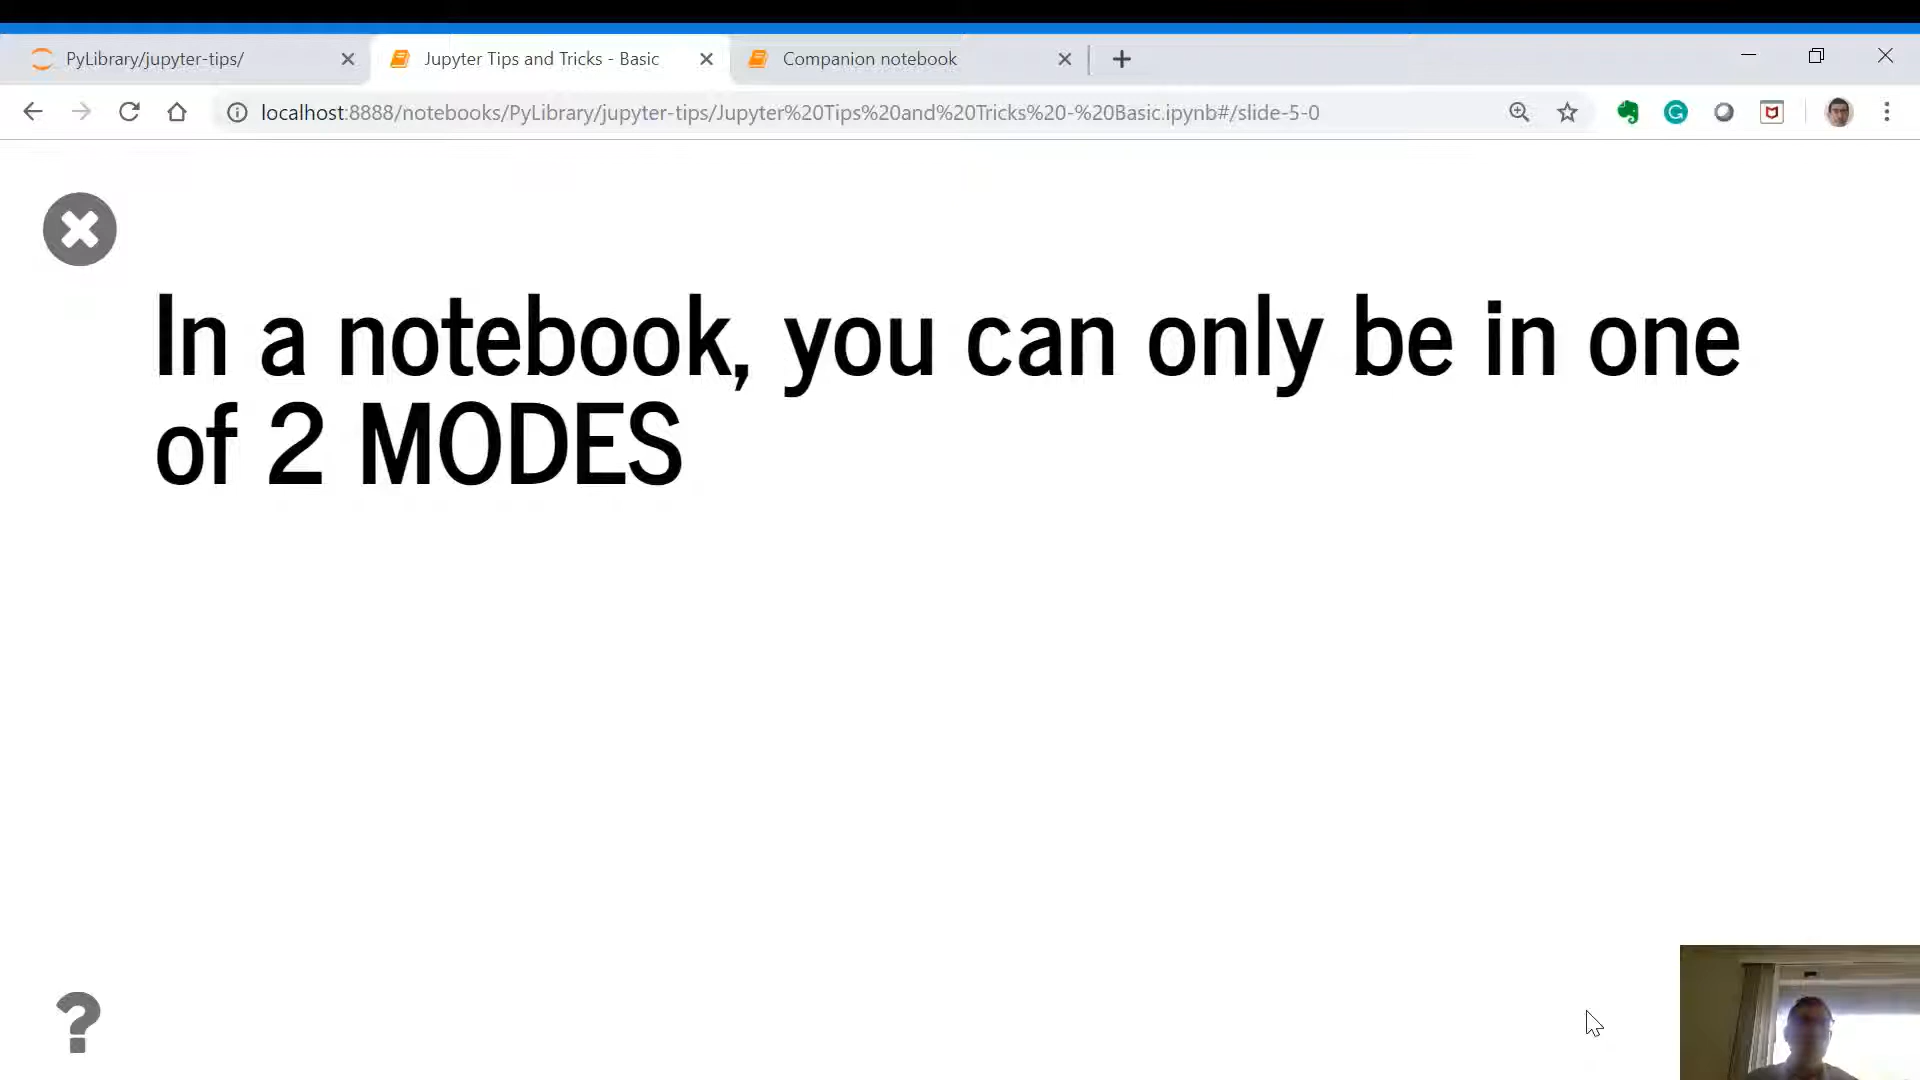 PyLibrary/jupyter-tips/
Jupyter Tips and Tricks - Basic
Companion notebook
localhost:8888/notebooks/PyLibrary/jupyter-tips/Jupyter%20Tips%20and%20Tricks%20-%20Basic.ipynb#/slide-5-0
In a notebook, you can only be in one
of 2 MODES
?